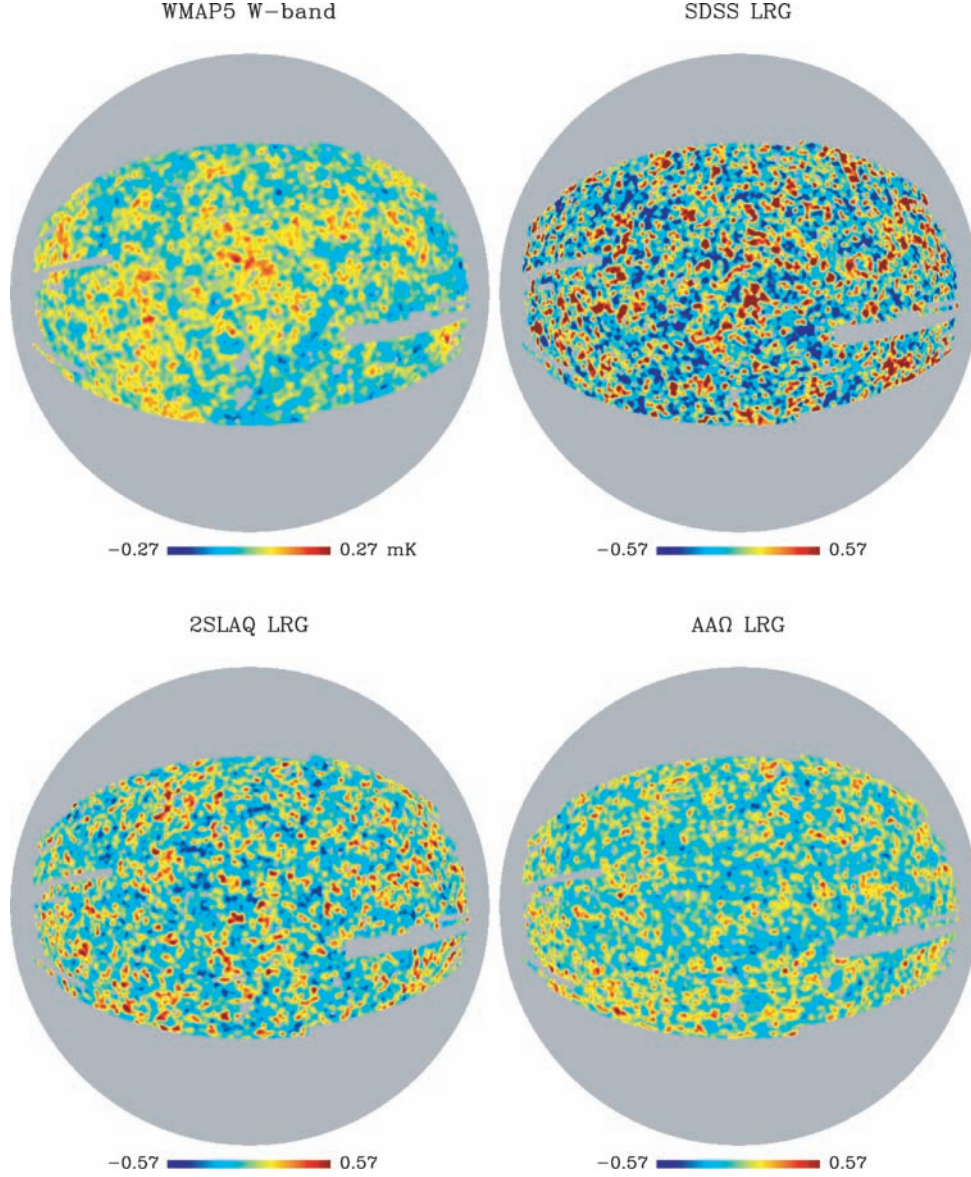 WMAP5 W-band
SDSS LRG
-0.27 0.27 mK
-0.57 0.57
2SLAQ LRG
AAΩ LRG
-0.57 0.57
-0.57 0.57